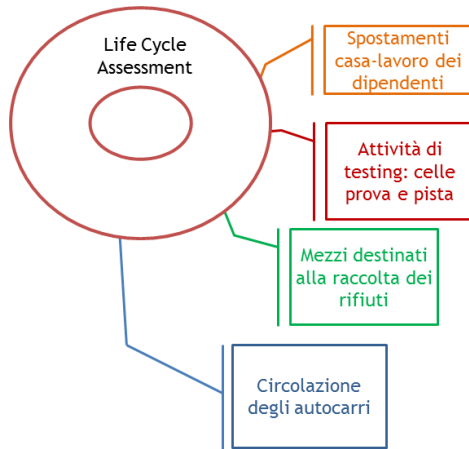 Life Cycle
Assessment
Spostamenti
casa-lavoro dei
dipendenti
Attività di
testing: celle
prova e pista
Mezzi destinati
alla raccolta dei
rifiuti
Circolazione
degli autocarri